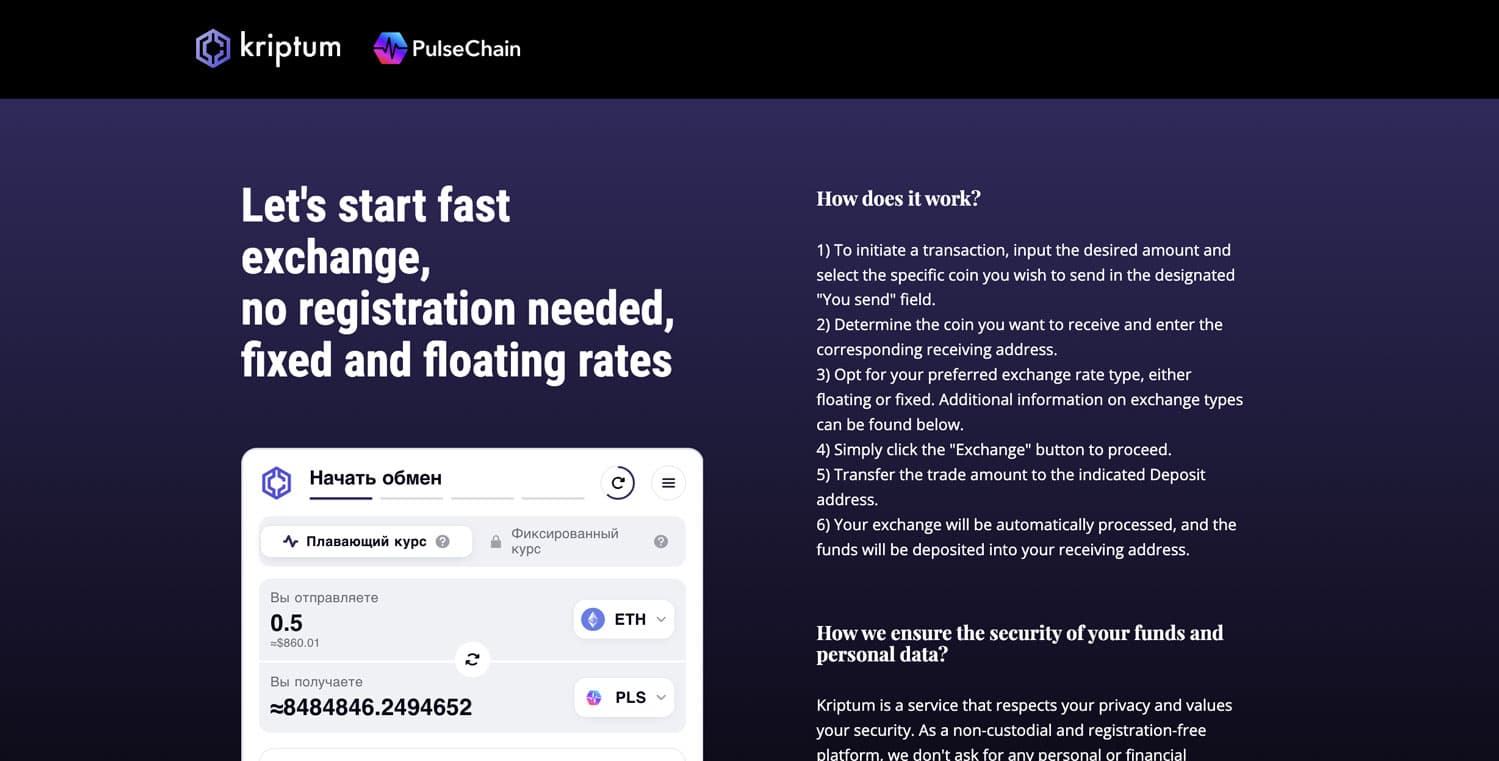 kriptum PulseChain
Let's start fast
exchange,
no registration needed,
fixed and floating rates
Начать обмен
Плавающий курс ?
Фиксированный
курс ?
Вы отправляете
0.5
≈$860.01
ETH
Вы получаете
≈8484846.2494652
PLS
How does it work?
1) To initiate a transaction, input the desired amount and
select the specific coin you wish to send in the designated
"You send" field.
2) Determine the coin you want to receive and enter the
corresponding receiving address.
3) Opt for your preferred exchange rate type, either
floating or fixed. Additional information on exchange types
can be found below.
4) Simply click the "Exchange" button to proceed.
5) Transfer the trade amount to the indicated Deposit
address.
6) Your exchange will be automatically processed, and the
funds will be deposited into your receiving address.
How we ensure the security of your funds and
personal data?
Kriptum is a service that respects your privacy and values
your security. As a non-custodial and registration-free
platform, we don't ask for any personal or financial